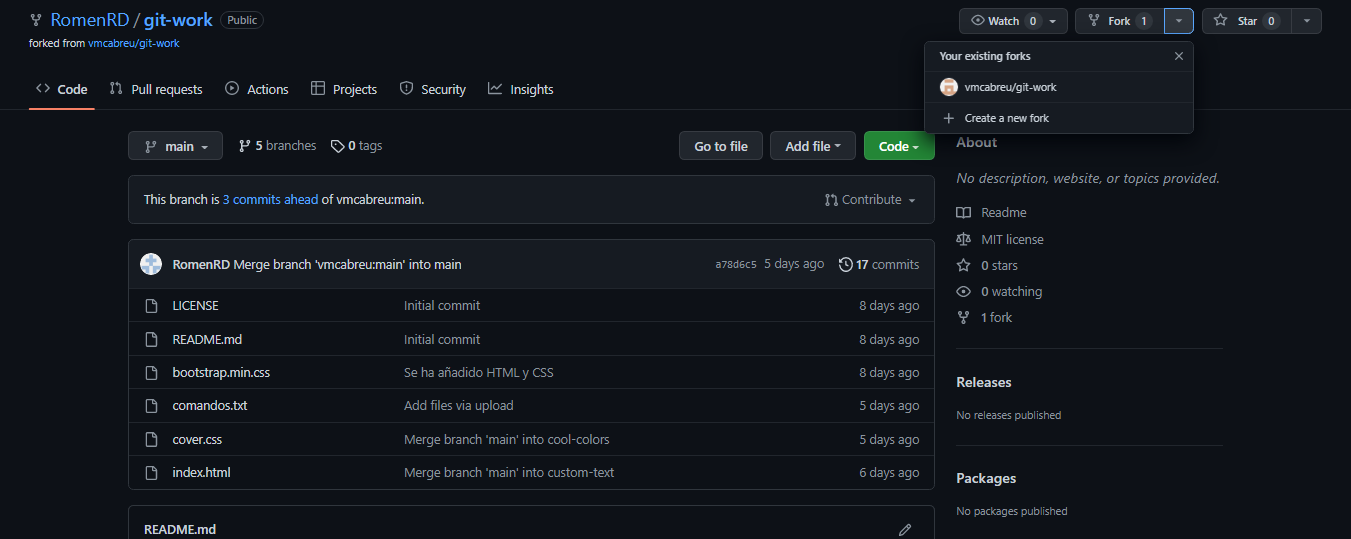 RomenRD / git-work Public
Watch 0
Fork 1
Star 0
forked from vmcabreu/git-work
Your existing forks
vmcabreu/git-work
Create a new fork
Code
Pull requests
Actions
Projects
Security
Insights
main
5 branches
0 tags
Go to file
Add file
Code
This branch is 3 commits ahead of vmcabreu:main.
Contribute
RomenRD Merge branch 'vmcabreu:main' into main
a78d6c5 5 days ago
17 commits
LICENSE Initial commit 8 days ago
README.md Initial commit 8 days ago
bootstrap.min.css Se ha añadido HTML y CSS 8 days ago
comandos.txt Add files via upload 5 days ago
cover.css Merge branch 'main' into cool-colors 5 days ago
index.html Merge branch 'main' into custom-text 6 days ago
README.md
About
No description, website, or topics provided.
Readme
MIT license
0 stars
0 watching
1 fork
Releases
No releases published
Packages
No packages published